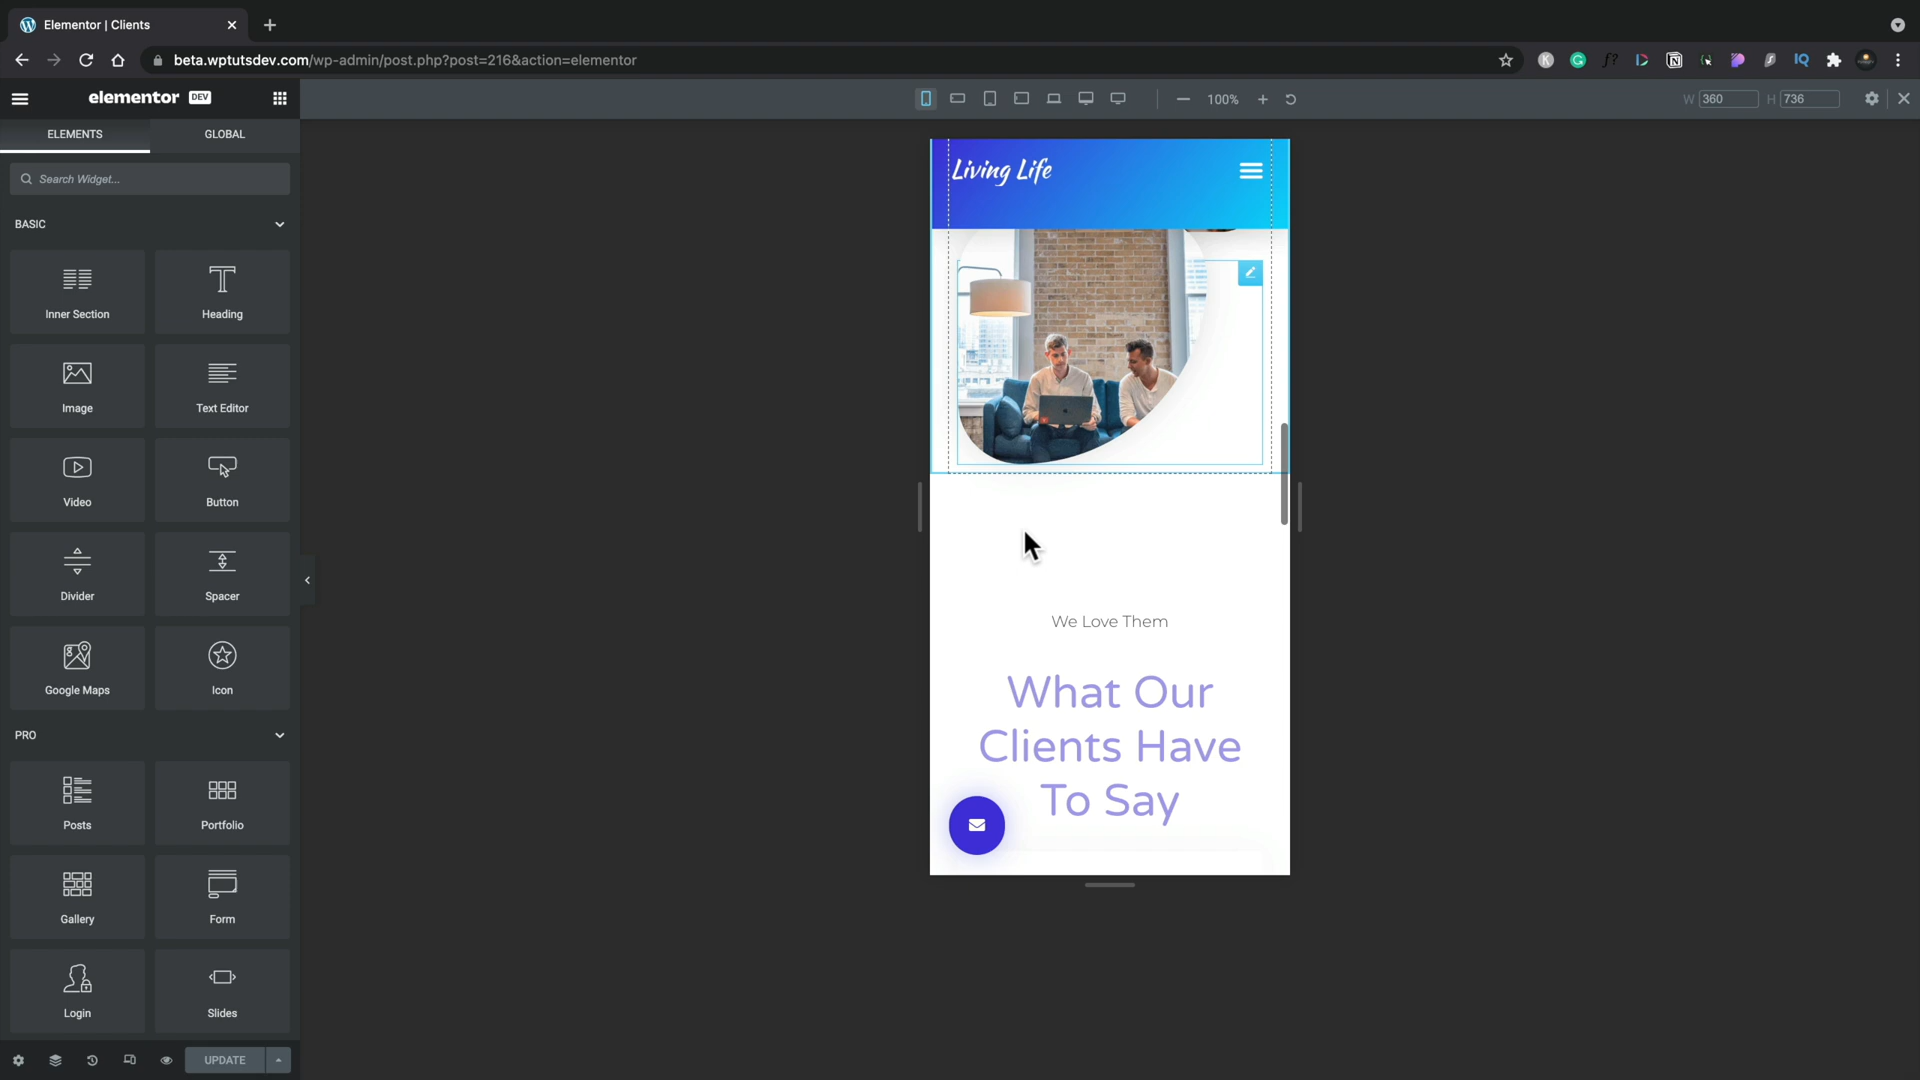 Elementor | Clients
beta.wptutsdev.com/wp-admin/post.php?post=216&action=elementor
elementor DEV
100%
W 360 H 736
ELEMENTS GLOBAL
Search Widget...
BASIC
Inner Section Heading
Image Text Editor
Video Button
Divider Spacer
Google Maps Icon
PRO
Posts Portfolio
Gallery Form
Login Slides
UPDATE
Living Life
We Love Them
What Our
Clients Have
To Say